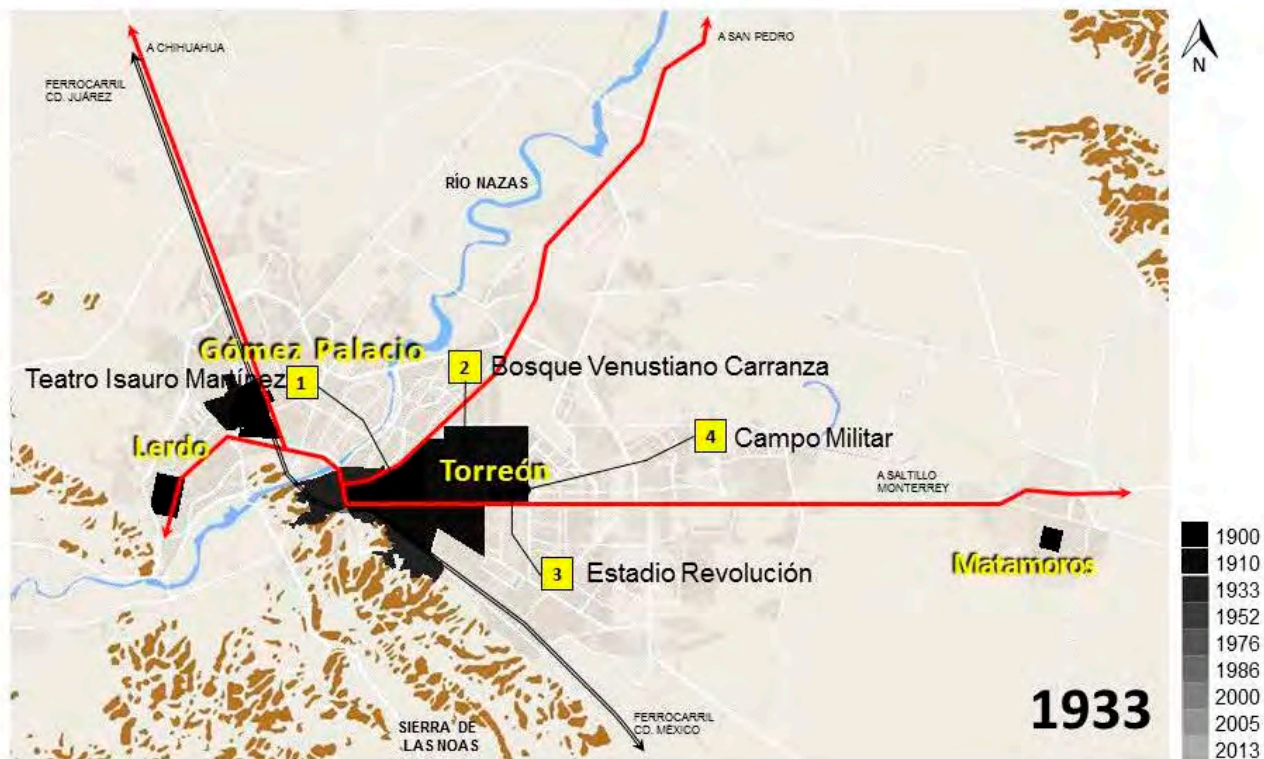 A CHIHUAHUA
A SAN PEDRO
N
FERROCARRIL
CD. JUÁREZ
RÍO NAZAS
Gómez Palacio
2 Bosque Venustiano Carranza
Teatro Isauro Martínez 1
4 Campo Militar
Lerdo
Torreón
A SALTILLO
MONTERREY
Matamoros
3 Estadio Revolución
1900
1910
1933
1952
1976
1986
2000
2005
2013
1933
FERROCARRIL
CD. MÉXICO
SIERRA DE
LAS NOAS